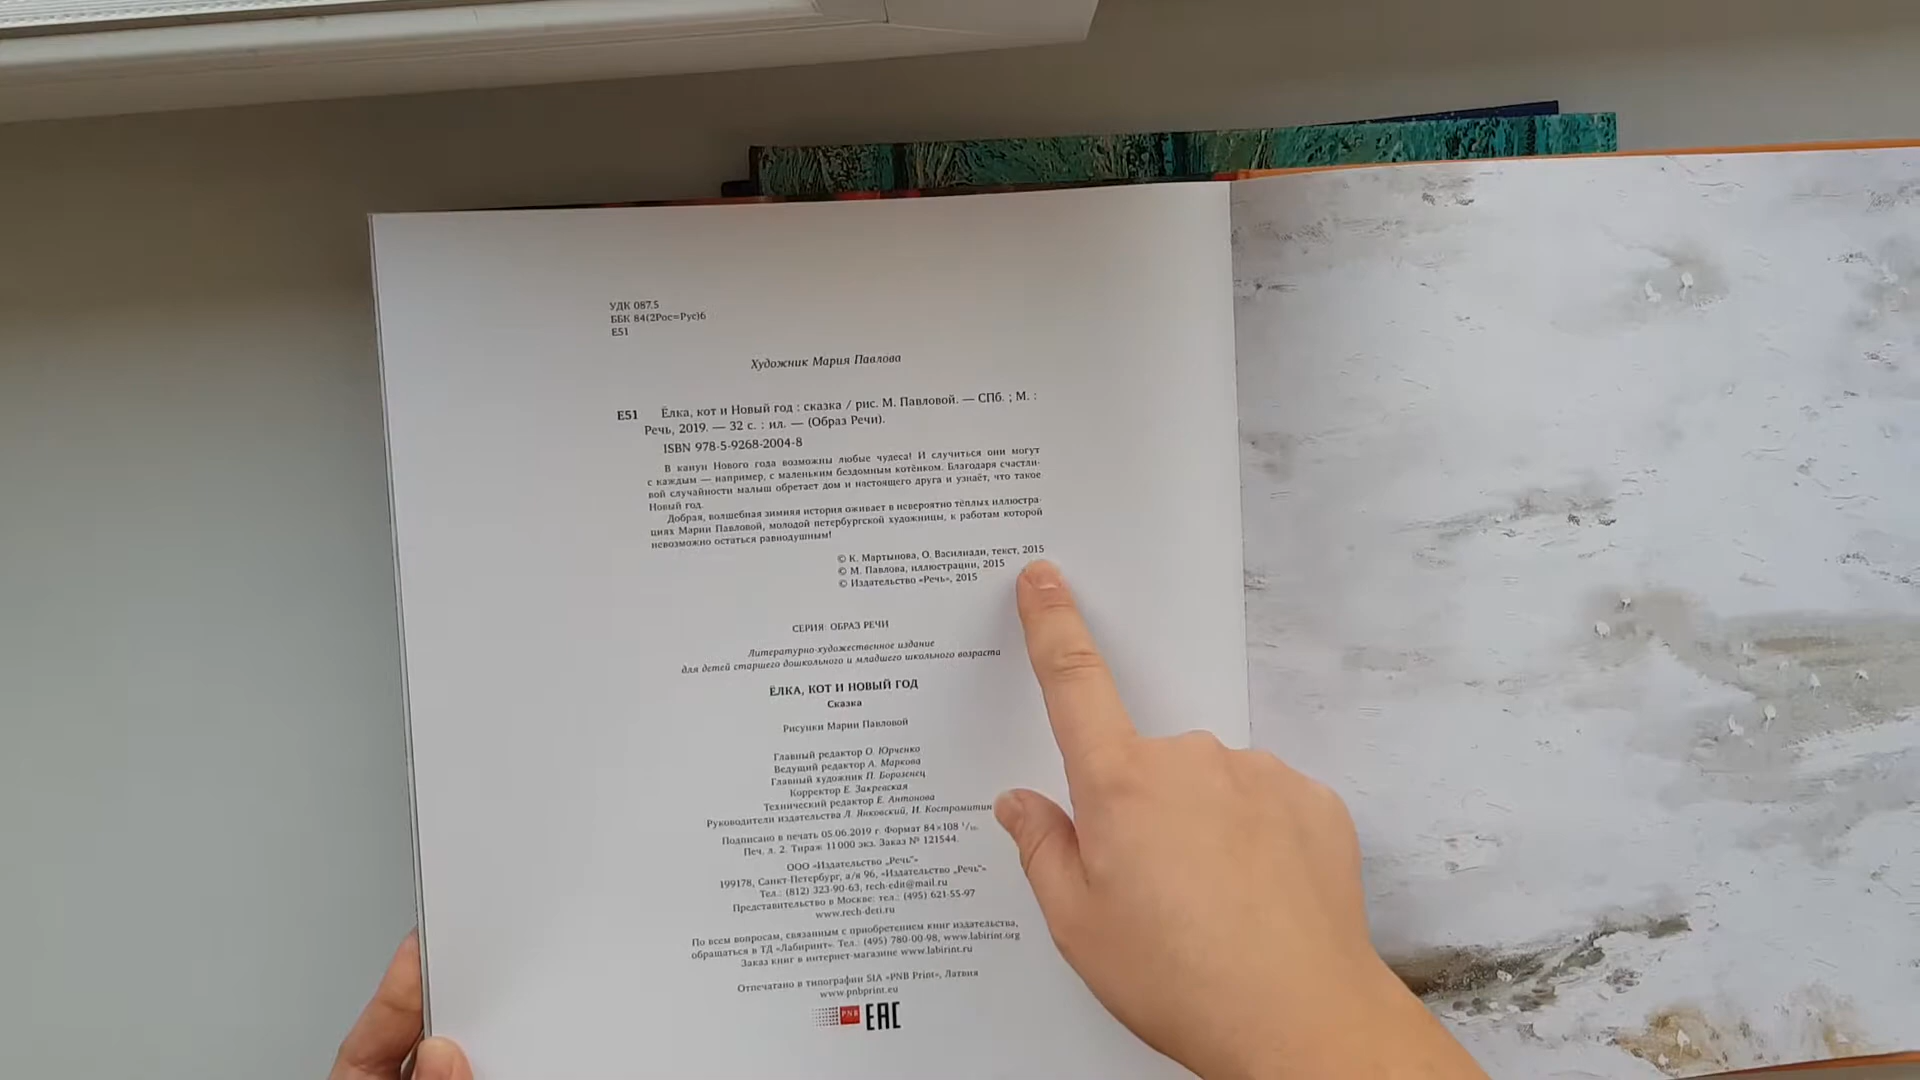 УДК 087.5
ББК 84(2Рос=Рус)6
Е51
Художник Мария Павлова
Е51 Ёлка, кот и Новый год : сказка / рис. М. Павловой. — СПб. ; М. :
Речь, 2019. — 32 с. : ил. — (Образ Речи).
ISBN 978-5-9268-2004-8
В канун Нового года возможны любые чудеса! И случиться они могут
с каждым — например, с маленьким бездомным котёнком. Благодаря счастли-
вой случайности малыш обретает дом и настоящего друга и узнаёт, что такое
Новый год.
Добрая, волшебная зимняя история оживает в невероятно тёплых иллюстра-
циях Марии Павловой, молодой петербургской художницы, к работам которой
невозможно остаться равнодушным!
© К. Мартынова, О. Василиади, текст, 2015
© М. Павлова, иллюстрации, 2015
© Издательство «Речь», 2015
СЕРИЯ ОБРАЗ РЕЧИ
Литературно-художественное издание
для детей старшего дошкольного и младшего школьного возраста
ЁЛКА, КОТ И НОВЫЙ ГОД
Сказка
Рисунки Марии Павловой
Главный редактор О. Юрченко
Ведущий редактор А. Маркова
Главный художник П. Борозенец
Корректор Е. Закревская
Технический редактор Е. Антонова
Руководители издательства Л. Янковский, И. Костромитин
Подписано в печать 05.06.2019 г. Формат 84×108 ¹/₁₆.
Печ. л. 2. Тираж 11 000 экз. Заказ № 121544.
ООО «Издательство „Речь“»
199178, Санкт-Петербург, а/я 96, «Издательство „Речь“»
Тел.: (812) 323-90-63, rech-edit@mail.ru
Представительство в Москве: тел.: (495) 621-55-97
www.rech-deti.ru
По всем вопросам, связанным с приобретением книг издательства,
обращаться в ТД «Лабиринт». Тел.: (495) 780-00-98, www.labirint.org
Заказ книг в интернет-магазине www.labirint.ru
Отпечатано в типографии SIA «PNB Print», Латвия
www.pnbprint.eu
PNB EAC